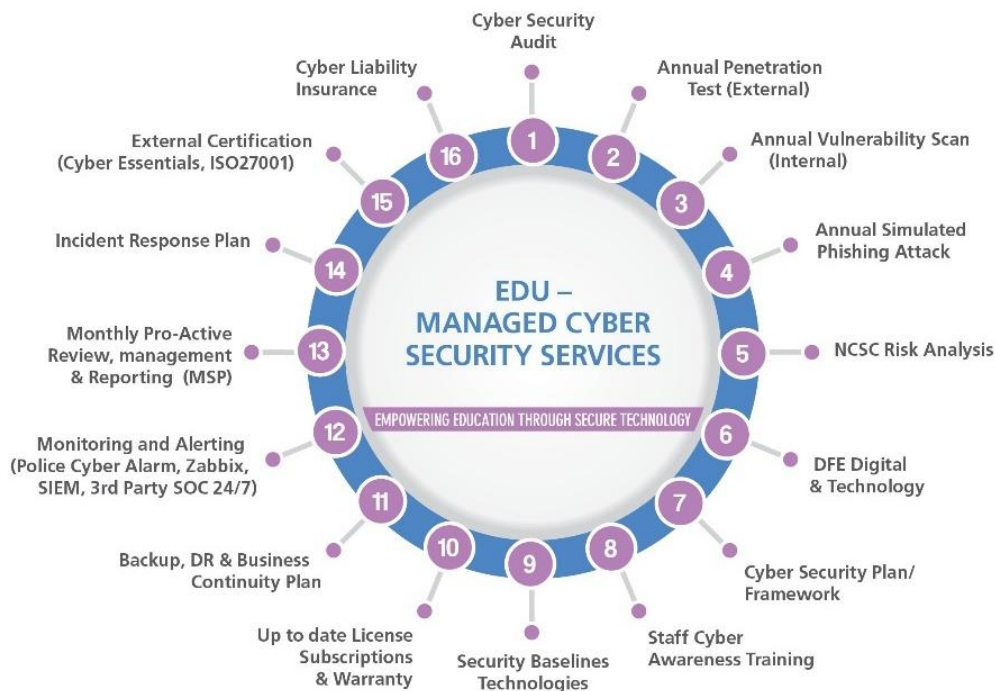 1
Cyber Security
Audit
2
Annual Penetration
Test (External)
3
Annual Vulnerability Scan
(Internal)
4
Annual Simulated
Phishing Attack
5
NCSC Risk Analysis
6
DFE Digital
& Technology
7
Cyber Security Plan/
Framework
8
Staff Cyber
Awareness Training
9
Security Baselines
Technologies
10
Up to date License
Subscriptions
& Warranty
11
Backup, DR & Business
Continuity Plan
12
Monitoring and Alerting
(Police Cyber Alarm, Zabbix,
SIEM, 3rd Party SOC 24/7)
13
Monthly Pro-Active
Review, management
& Reporting (MSP)
14
Incident Response Plan
15
External Certification
(Cyber Essentials, ISO27001)
16
Cyber Liability
Insurance
EDU –
MANAGED CYBER
SECURITY SERVICES
EMPOWERING EDUCATION THROUGH SECURE TECHNOLOGY